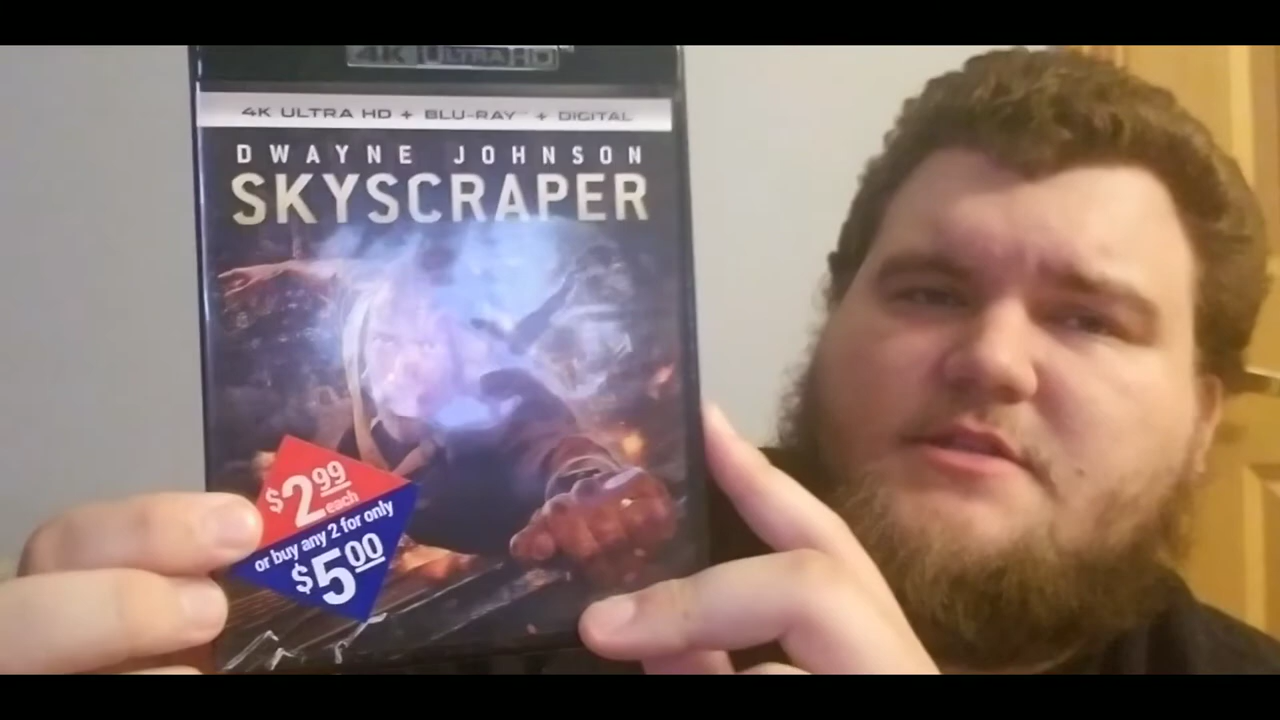 4K ULTRA HD
4K ULTRA HD + BLU-RAY™ + DIGITAL
DWAYNE JOHNSON
SKYSCRAPER
$2.99
each
or buy any 2 for only
$5.00